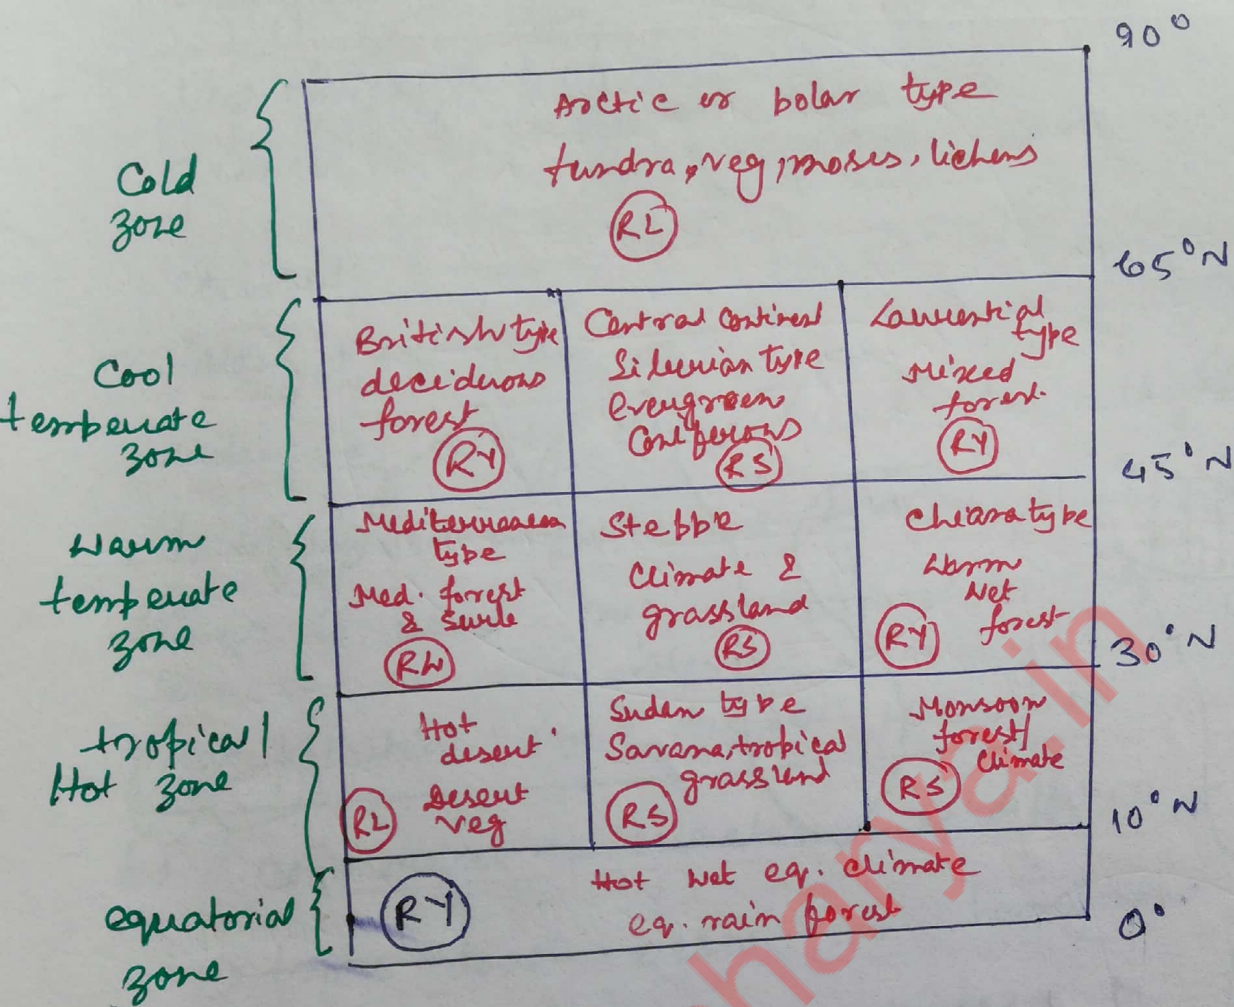 90°
Arctic or polar type
tundra, veg, moses, lichens
RL
Cold
zone
65°N
British type
deciduous
forest
RY
Central continent
Siberian type
Evergreen
Coniferous
RS
Laurential
type
Mixed
forest.
RY
Cool
temperate
zone
45°N
Mediterranean
type
Med. forest
&
RW
Steppe
Climate &
grassland
RS
China type
Warm
Wet
forest
RY
Warm
temperate
zone
30°N
Hot
desert
Desert
veg
RL
Sudan type
Savana, tropical
grassland
RS
Monsoon
forest/
climate
RS
tropical/
Hot zone
10°N
Hot wet eq. climate
eq. rain forest
RY
equatorial
zone
0°
harya.in